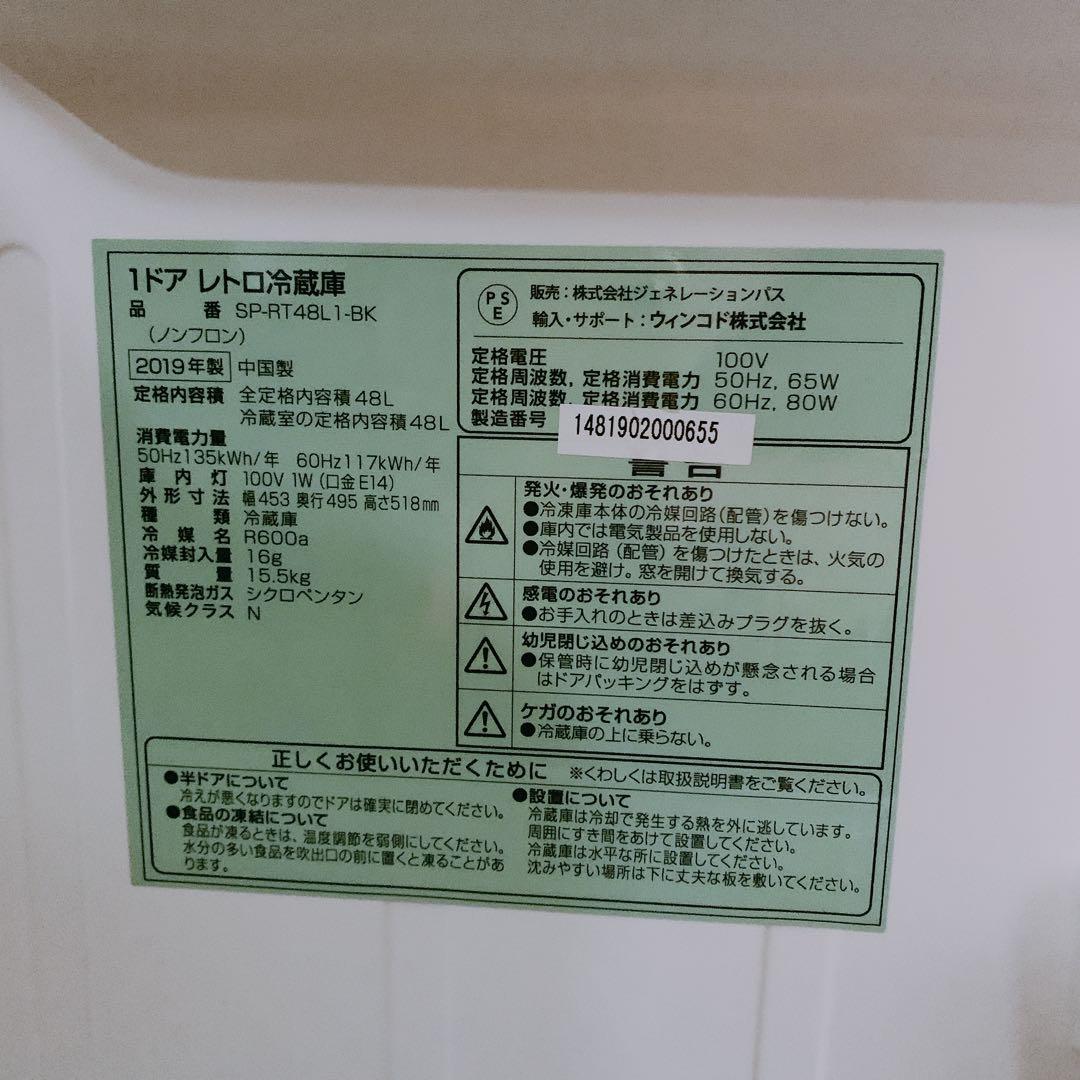 1ドア レトロ冷蔵庫
品番 SP-RT48L1-BK
(ノンフロン)
2019年製 中国製
定格内容積 全定格内容積48L
冷蔵室の定格内容積48L
消費電力量
50Hz135kWh/年 60Hz117kWh/年
庫内灯 100V 1W(口金E14)
外形寸法 幅453 奥行495 高さ518mm
種類 冷蔵庫
冷媒名 R600a
冷媒封入量 16g
質量 15.5kg
断熱発泡ガス シクロペンタン
気候クラス N
PSE
販売:株式会社ジェネレーションパス
輸入・サポート:ウィンコド株式会社
定格電圧 100V
定格周波数, 定格消費電力 50Hz, 65W
定格周波数, 定格消費電力 60Hz, 80W
製造番号 1481902000655
警告
発火・爆発のおそれあり
●冷凍庫本体の冷媒回路(配管)を傷つけない。
●庫内では電気製品を使用しない。
●冷媒回路(配管)を傷つけたときは、火気の
使用を避け。窓を開けて換気する。
感電のおそれあり
●お手入れのときは差込みプラグを抜く。
幼児閉じ込めのおそれあり
●保管時に幼児閉じ込めが懸念される場合
はドアパッキングをはずす。
ケガのおそれあり
●冷蔵庫の上に乗らない。
正しくお使いいただくために ※くわしくは取扱説明書をご覧ください。
●半ドアについて
冷えが悪くなりますのでドアは確実に閉めてください。
●食品の凍結について
食品が凍るときは、温度調節を弱側にしてください。
水分の多い食品を吹出口の前に置くと凍ることがあ
ります。
●設置について
冷蔵庫は冷却で発生する熱を外に逃しています。
周囲にすき間をあけて設置してください。
冷蔵庫は水平な所に設置してください。
沈みやすい場所は下に丈夫な板を敷いてください。